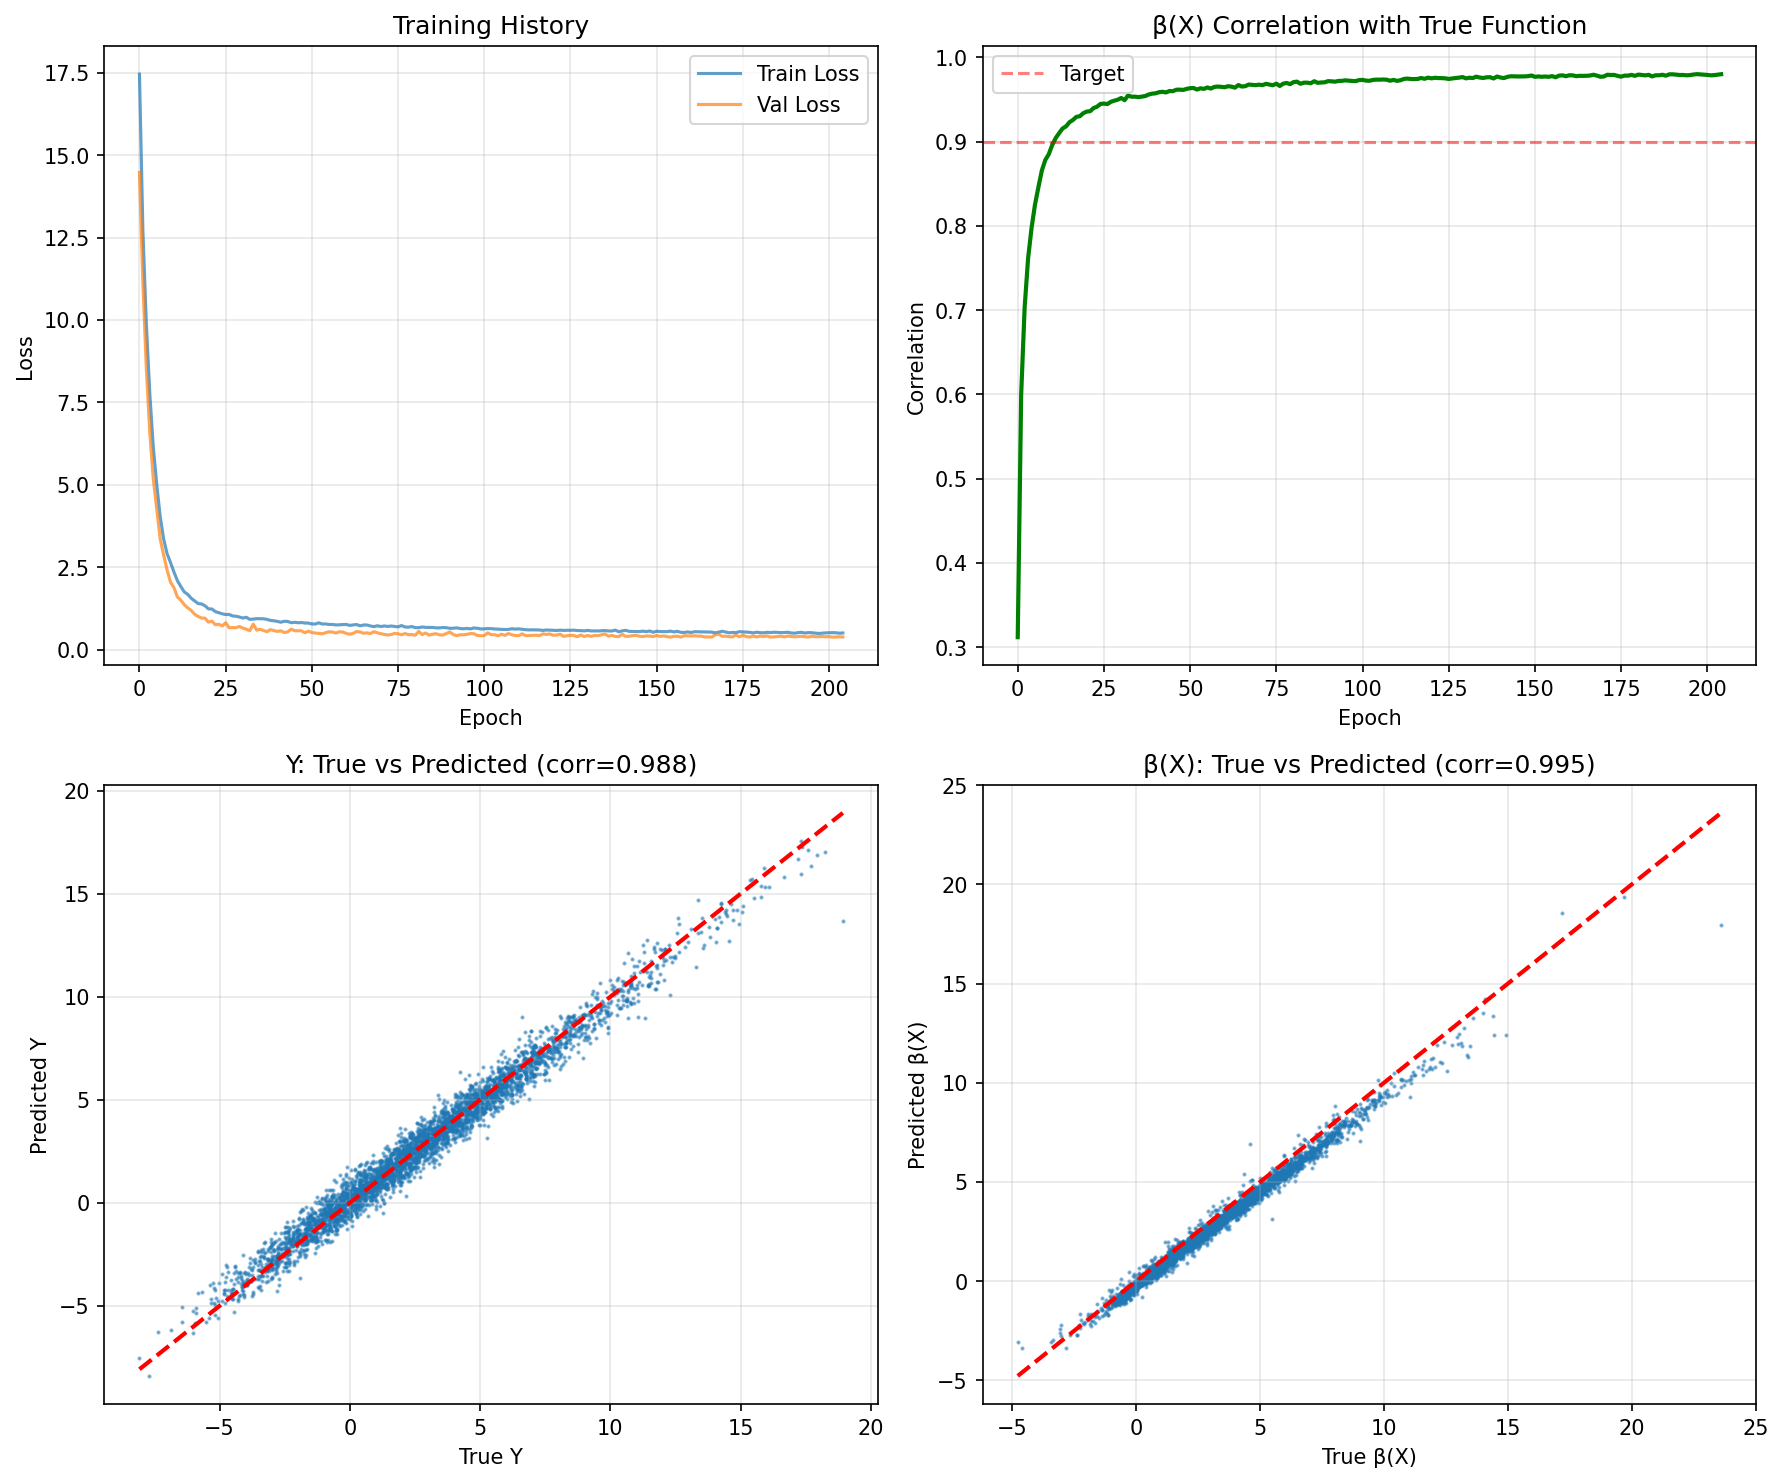 Training History
Train Loss
Val Loss
17.5
15.0
12.5
10.0
7.5
5.0
2.5
0.0
Loss
0 25 50 75 100 125 150 175 200
Epoch
β(X) Correlation with True Function
Target
1.0
0.9
0.8
0.7
0.6
0.5
0.4
0.3
Correlation
0 25 50 75 100 125 150 175 200
Epoch
Y: True vs Predicted (corr=0.988)
20
15
10
5
0
−5
Predicted Y
−5 0 5 10 15 20
True Y
β(X): True vs Predicted (corr=0.995)
25
20
15
10
5
0
−5
Predicted β(X)
−5 0 5 10 15 20 25
True β(X)